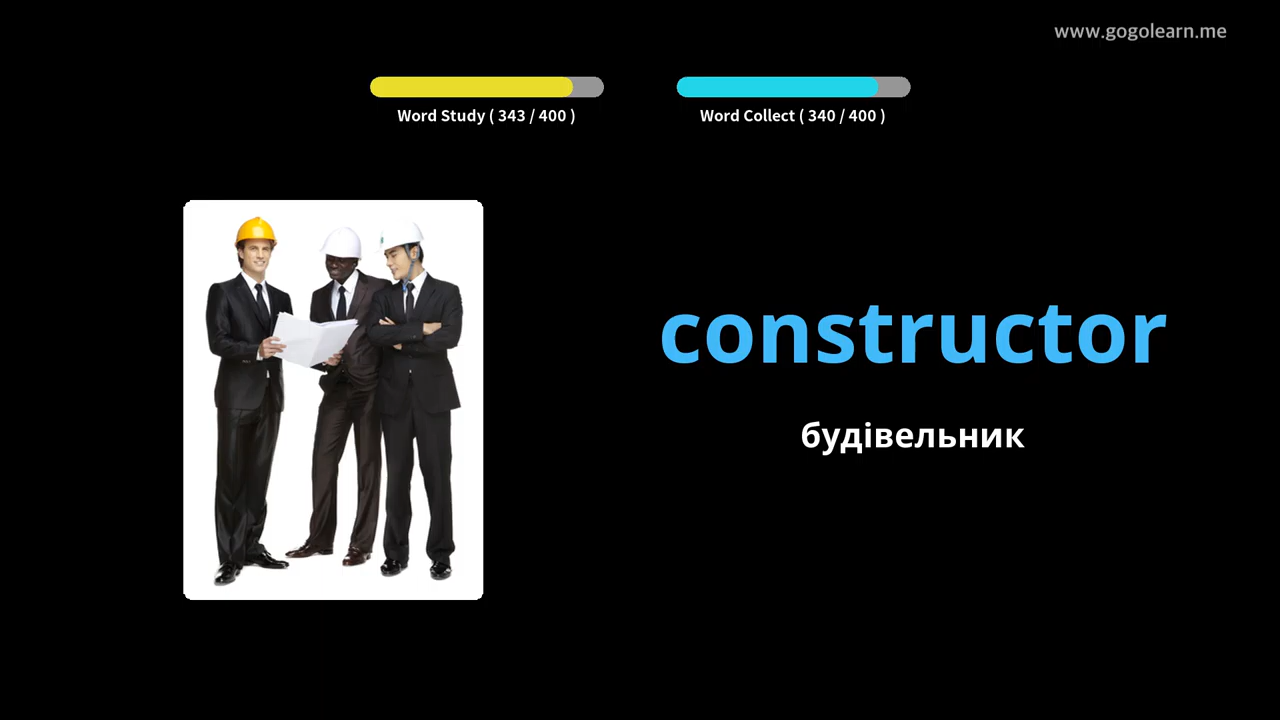 www.gogolearn.me
Word Study ( 343 / 400 )
Word Collect ( 340 / 400 )
constructor
будівельник